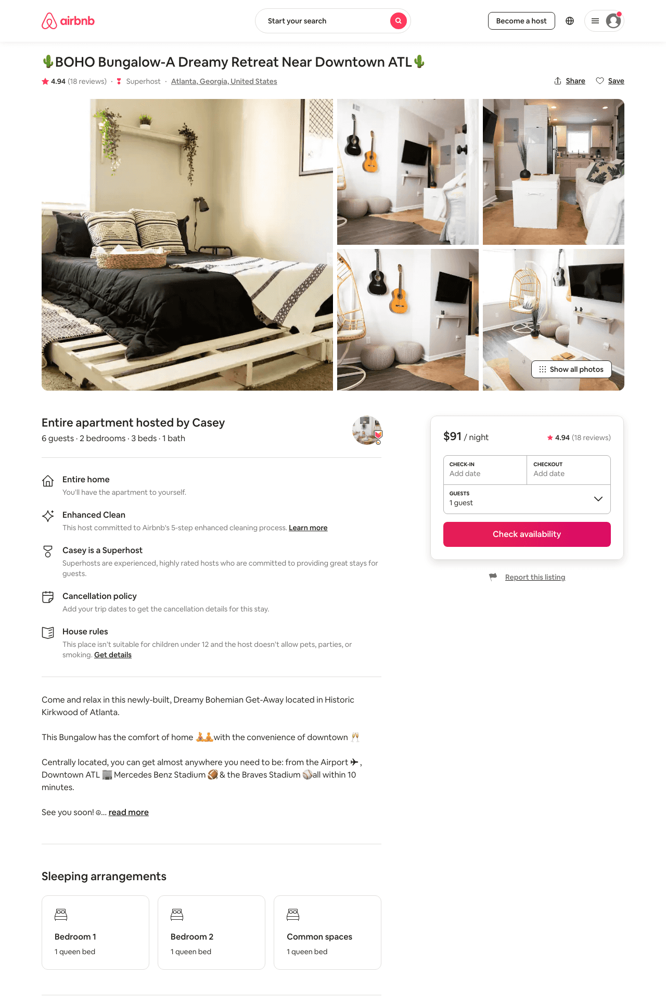 airbnb
Start your search
Become a host
🌵BOHO Bungalow-A Dreamy Retreat Near Downtown ATL🌵
4.94 (18 reviews) · Superhost · Atlanta, Georgia, United States
Share
Save
Show all photos
Entire apartment hosted by Casey
6 guests · 2 bedrooms · 3 beds · 1 bath
Entire home
You’ll have the apartment to yourself.
Enhanced Clean
This host committed to Airbnb's 5-step enhanced cleaning process. Learn more
Casey is a Superhost
Superhosts are experienced, highly rated hosts who are committed to providing great stays for
guests.
Cancellation policy
Add your trip dates to get the cancellation details for this stay.
House rules
This place isn’t suitable for children under 12 and the host doesn’t allow pets, parties, or
smoking. Get details
$91 / night
4.94 (18 reviews)
CHECK-IN
Add date
CHECKOUT
Add date
GUESTS
1 guest
Check availability
Report this listing
Come and relax in this newly-built, Dreamy Bohemian Get-Away located in Historic
Kirkwood of Atlanta.
This Bungalow has the comfort of home 🧘🧘with the convenience of downtown 🥂
Centrally located, you can get almost anywhere you need to be: from the Airport ✈ ,
Downtown ATL 🏢 Mercedes Benz Stadium 🏈, & the Braves Stadium ⚾all within 10
minutes.
See you soon! ☮... read more
Sleeping arrangements
Bedroom 1
1 queen bed
Bedroom 2
1 queen bed
Common spaces
1 queen bed